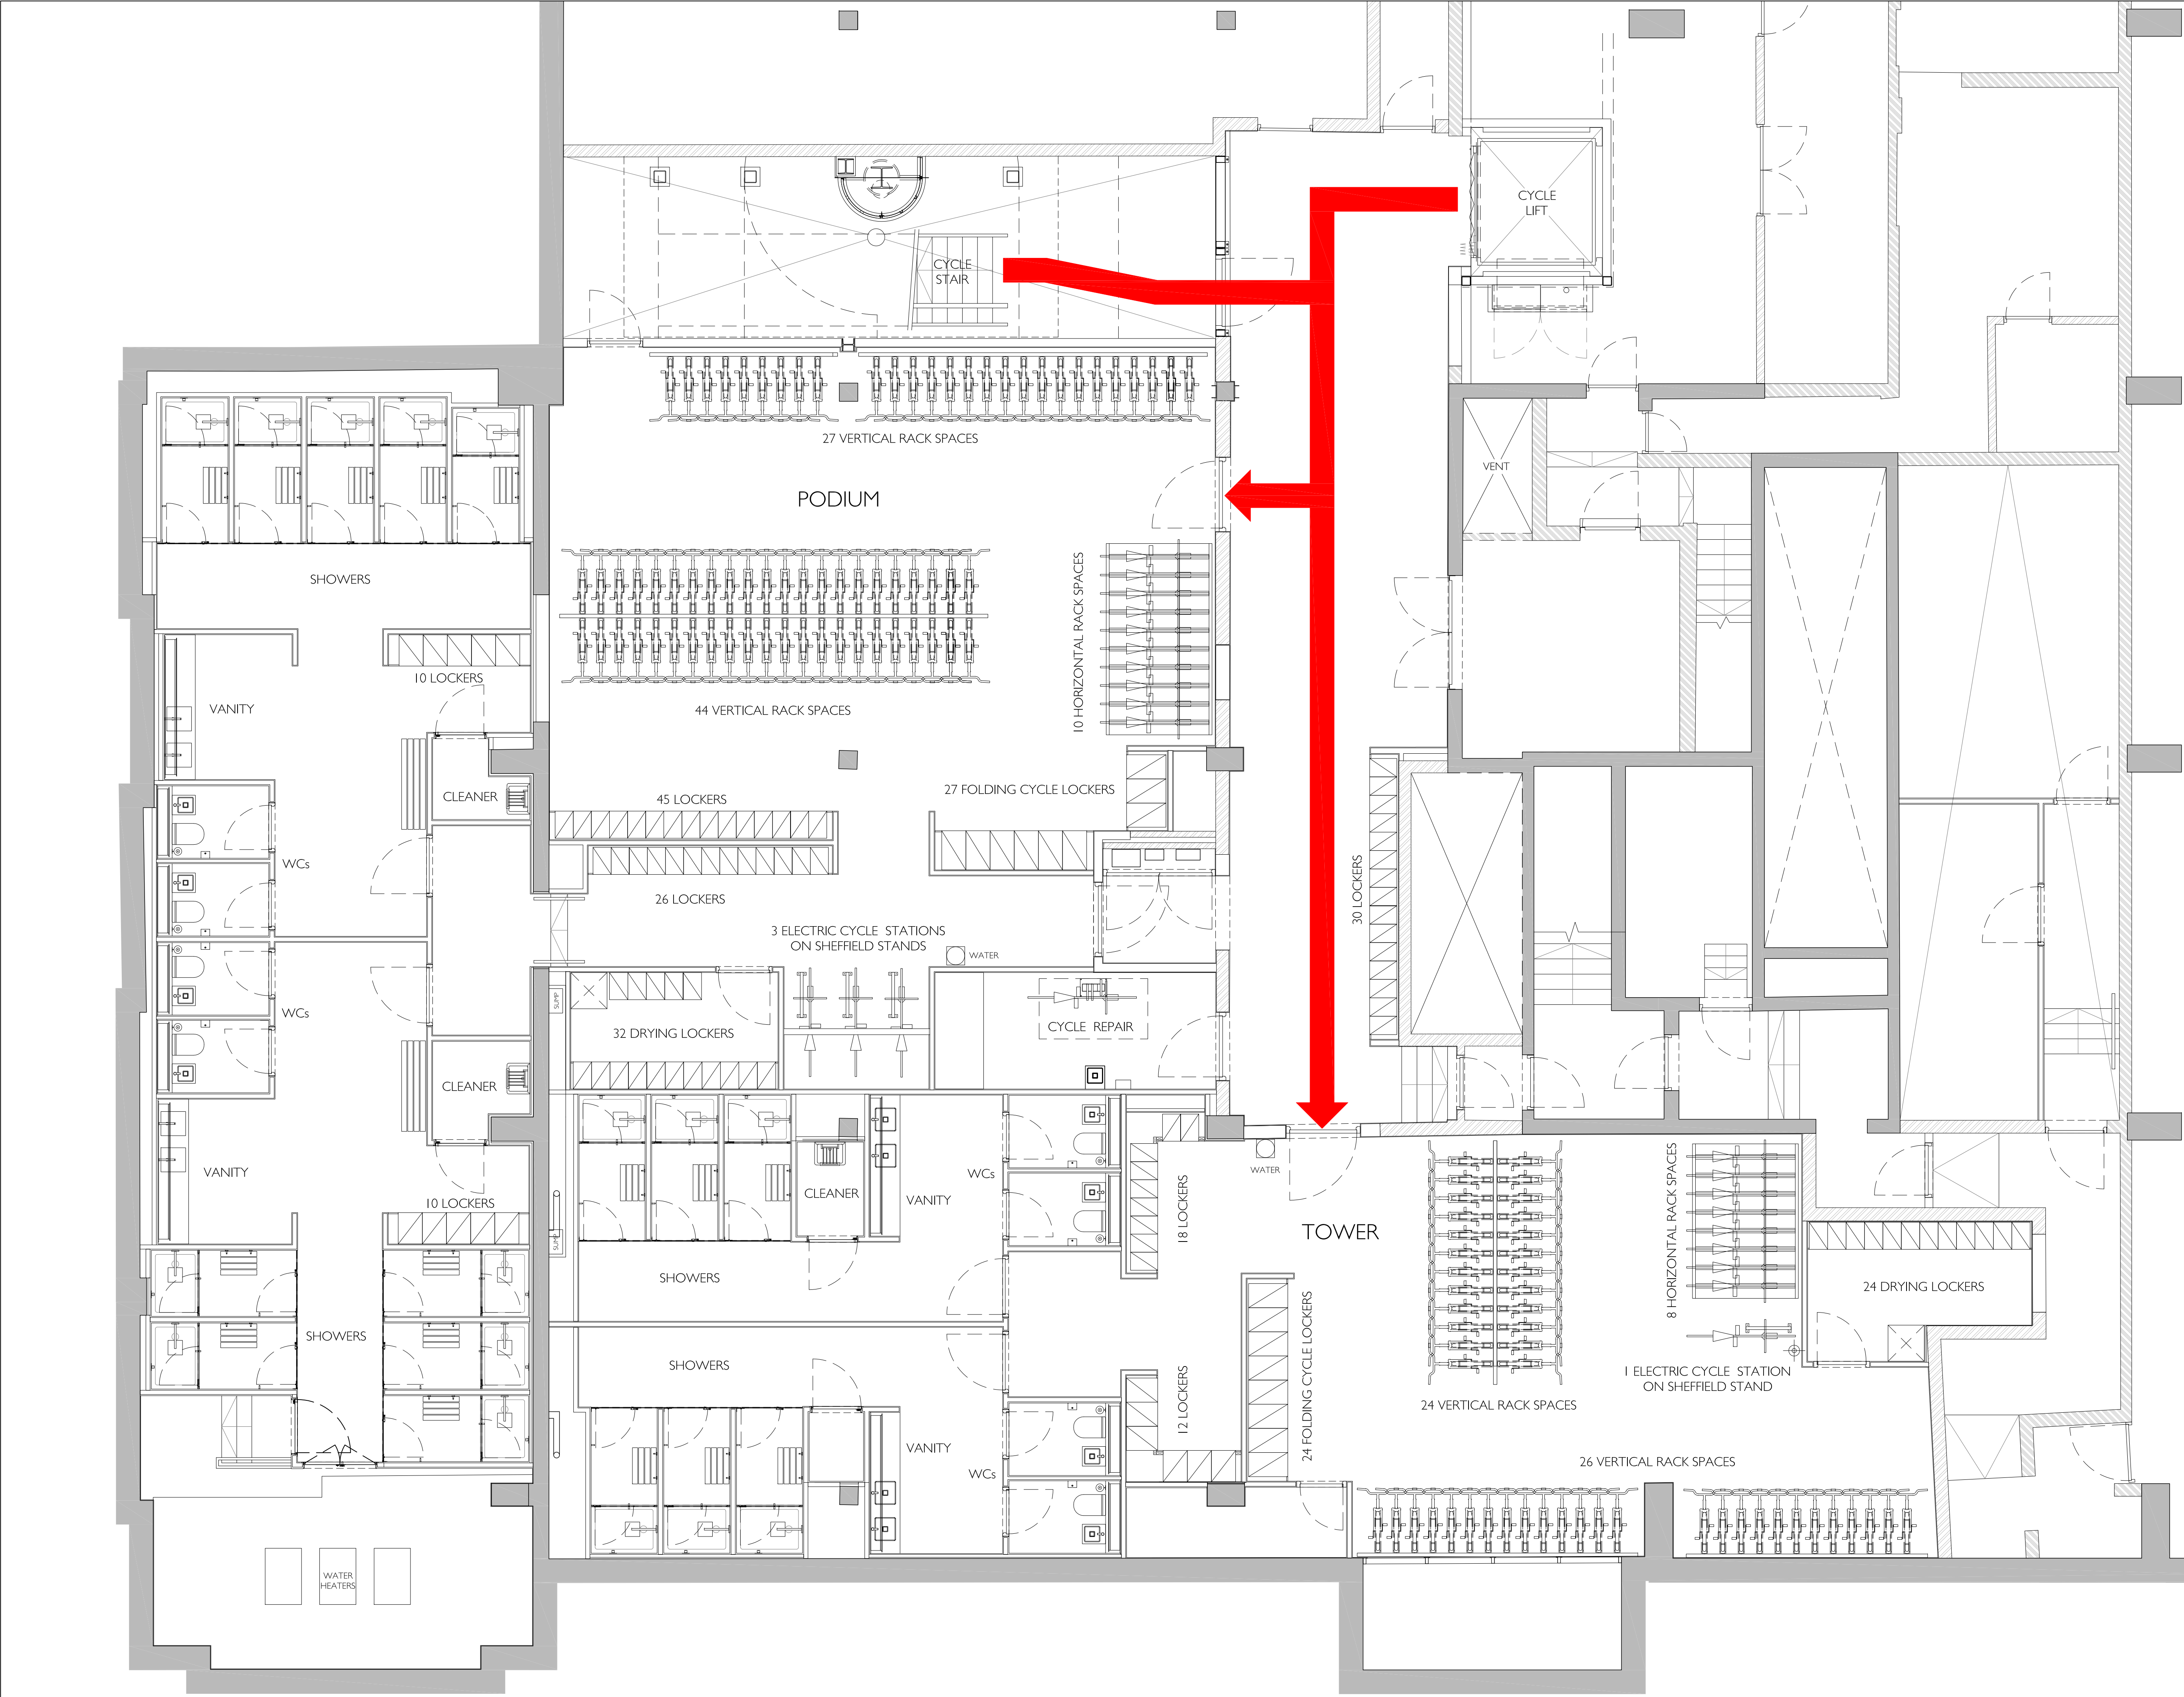 CYCLE
LIFT
CYCLE
STAIR
27 VERTICAL RACK SPACES
VENT
PODIUM
SHOWERS
10 HORIZONTAL RACK SPACES
10 LOCKERS
VANITY
44 VERTICAL RACK SPACES
CLEANER
45 LOCKERS
27 FOLDING CYCLE LOCKERS
WCs
30 LOCKERS
26 LOCKERS
3 ELECTRIC CYCLE STATIONS
ON SHEFFIELD STANDS
WATER
SUMP
WCs
32 DRYING LOCKERS
CYCLE REPAIR
CLEANER
VANITY
10 LOCKERS
WCs
CLEANER
VANITY
WATER
18 LOCKERS
TOWER
8 HORIZONTAL RACK SPACES
SUMP
SHOWERS
24 DRYING LOCKERS
SHOWERS
SHOWERS
24 FOLDING CYCLE LOCKERS
1 ELECTRIC CYCLE STATION
ON SHEFFIELD STAND
12 LOCKERS
24 VERTICAL RACK SPACES
VANITY
WCs
26 VERTICAL RACK SPACES
WATER
HEATERS